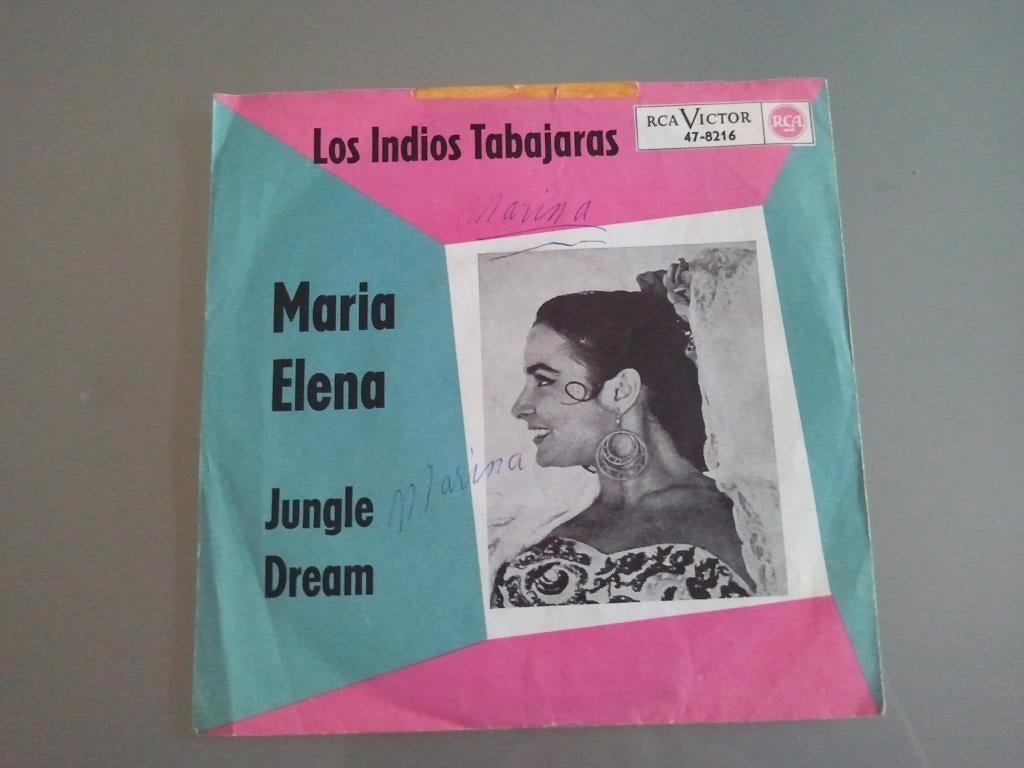 Los Indios Tabajaras
RCA VICTOR
47-8216
RCA
Marina
Maria
Elena
Marina
Jungle
Dream